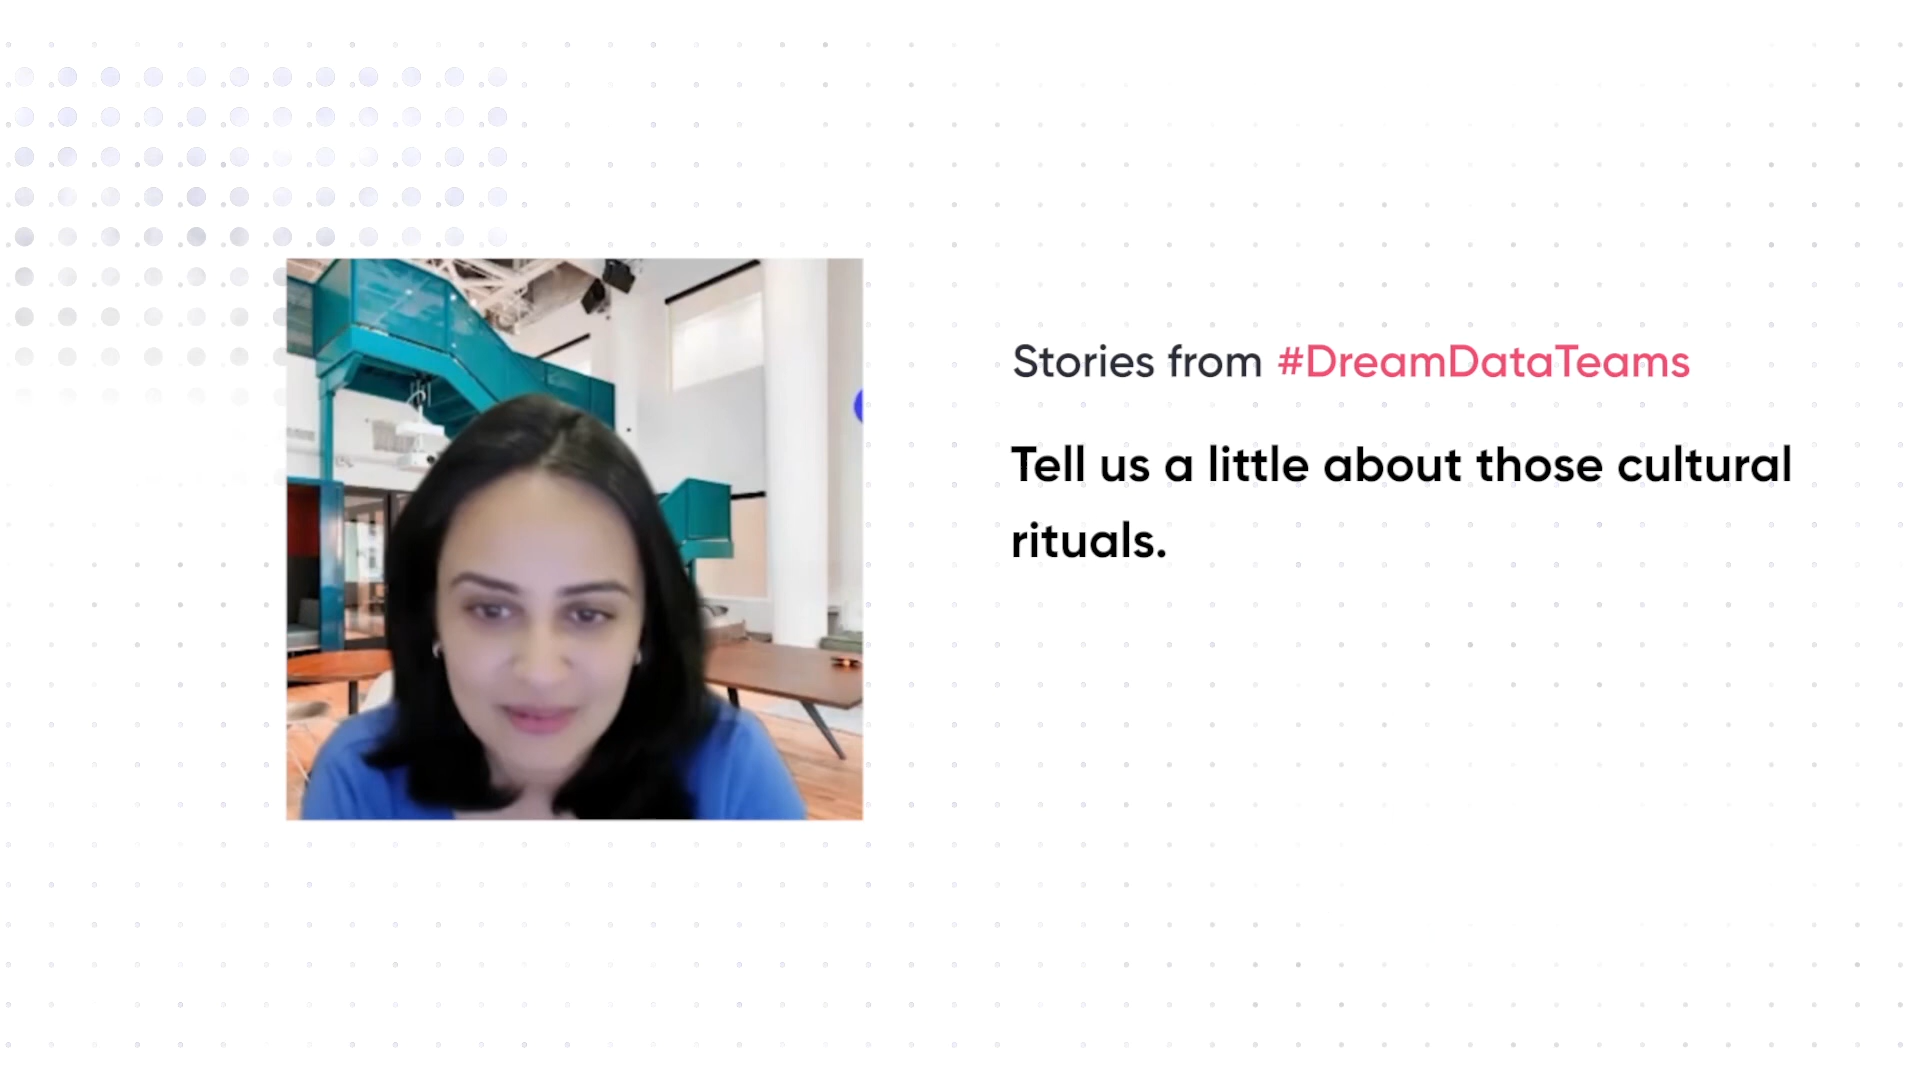 Stories from #DreamDataTeams
Tell us a little about those cultural
rituals.